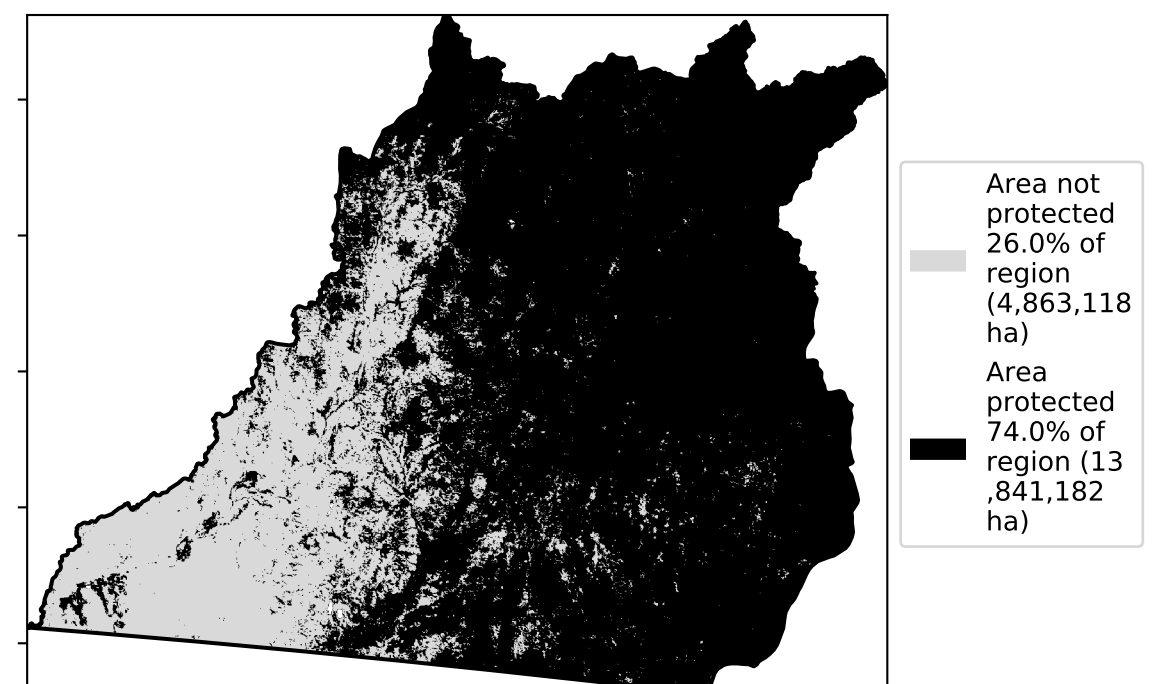 Area not
protected
26.0% of
region
(4,863,118
ha)
Area
protected
74.0% of
region (13
,841,182
ha)